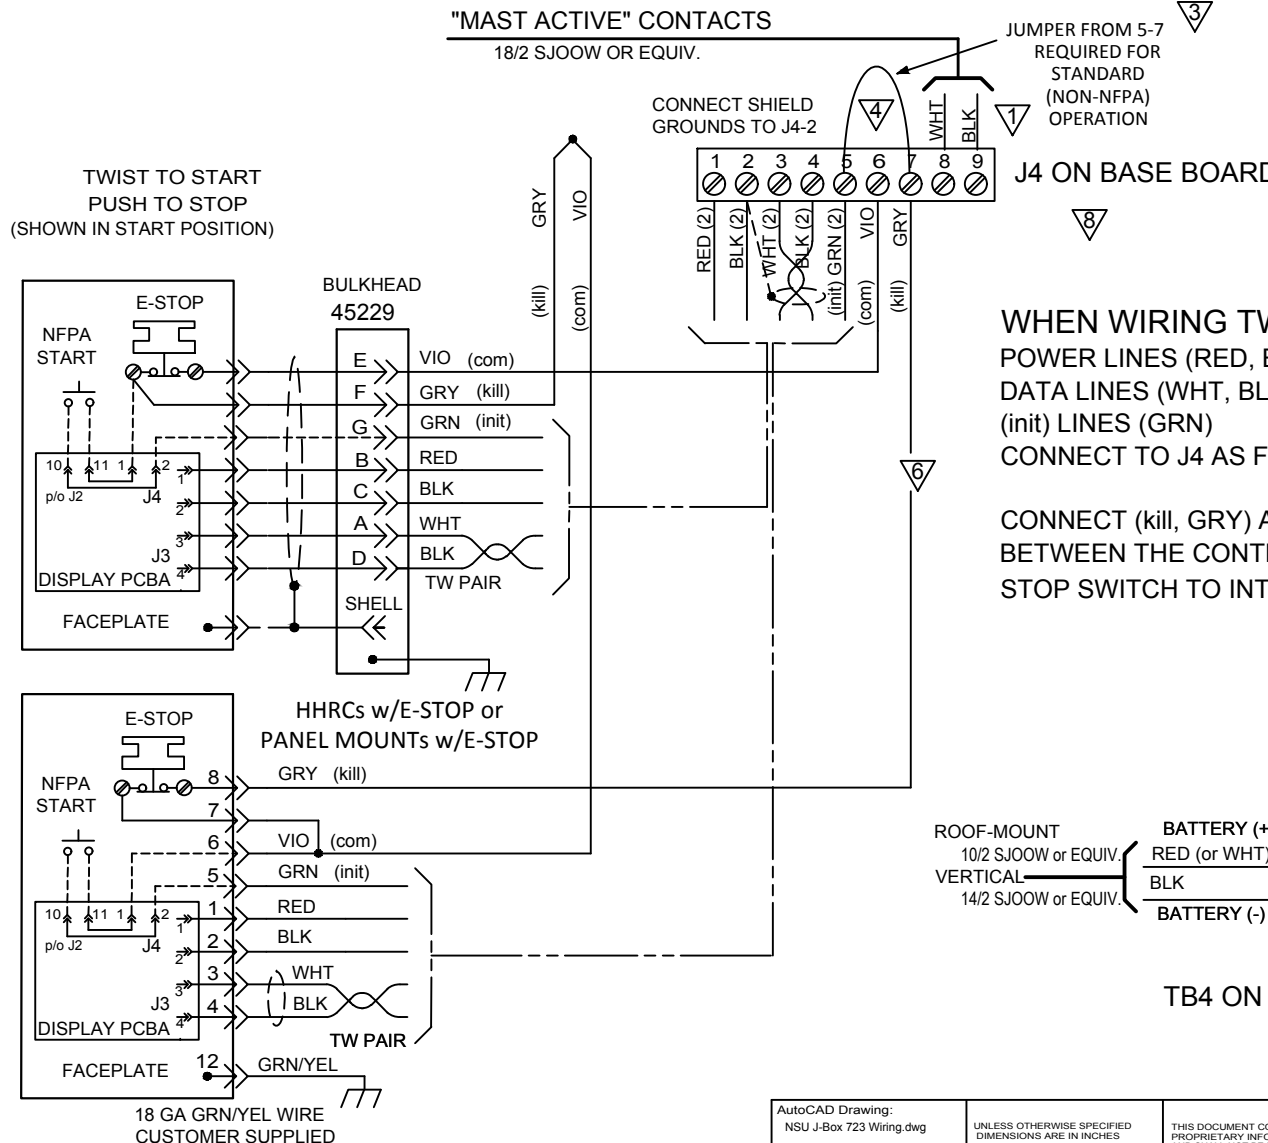 "MAST ACTIVE" CONTACTS
18/2 SJOOW OR EQUIV.
3
JUMPER FROM 5-7
REQUIRED FOR
STANDARD
(NON-NFPA)
OPERATION
CONNECT SHIELD
GROUNDS TO J4-2
4
WHT
BLK
1
1 2 3 4 5 6 7 8 9
J4 ON BASE BOARD
8
RED (2)
BLK (2)
WHT (2)
BLK (2)
(init) GRN (2)
(com) VIO
(kill) GRY
(kill) GRY
(com) VIO
TWIST TO START
PUSH TO STOP
(SHOWN IN START POSITION)
E-STOP
NFPA
START
BULKHEAD
45229
E VIO (com)
F GRY (kill)
G GRN (init)
B RED
C BLK
A WHT
D BLK
TW PAIR
SHELL
10 11 1 2
p/o J2
J4
1
2
3
4
J3
DISPLAY PCBA
FACEPLATE
6
WHEN WIRING TW
POWER LINES (RED, B
DATA LINES (WHT, BL
(init) LINES (GRN)
CONNECT TO J4 AS F
CONNECT (kill, GRY) A
BETWEEN THE CONT
STOP SWITCH TO INT
HHRCs w/E-STOP or
PANEL MOUNTs w/E-STOP
E-STOP
NFPA
START
8 GRY (kill)
7
6 VIO (com)
5 GRN (init)
1 RED
2 BLK
3 WHT
4 BLK
TW PAIR
10 11 1 2
p/o J2
J4
1
2
3
4
J3
DISPLAY PCBA
FACEPLATE
12 GRN/YEL
18 GA GRN/YEL WIRE
CUSTOMER SUPPLIED
ROOF-MOUNT
10/2 SJOOW or EQUIV.
VERTICAL
14/2 SJOOW or EQUIV.
BATTERY (+
RED (or WHT)
BLK
BATTERY (-)
TB4 ON
AutoCAD Drawing:
NSU J-Box 723 Wiring.dwg
UNLESS OTHERWISE SPECIFIED
DIMENSIONS ARE IN INCHES
THIS DOCUMENT CO
PROPRIETARY INFO